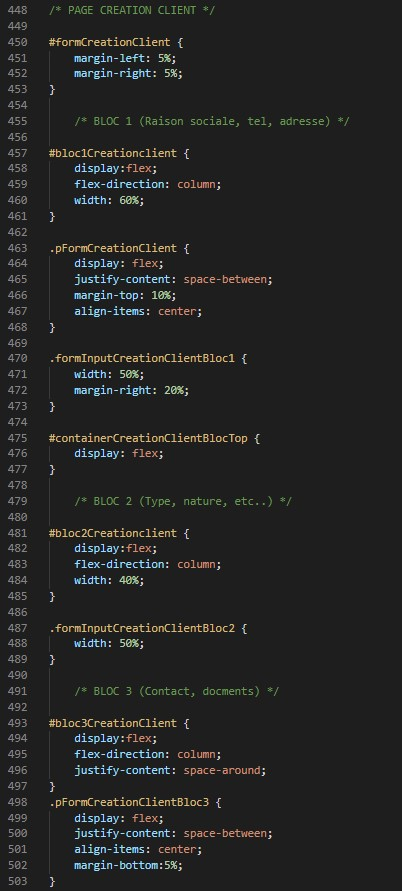 448 /* PAGE CREATION CLIENT */
449
450 #formCreationClient {
451     margin-left: 5%;
452     margin-right: 5%;
453 }
454
455     /* BLOC 1 (Raison sociale, tel, adresse) */
456
457 #bloc1Creationclient {
458     display:flex;
459     flex-direction: column;
460     width: 60%;
461 }
462
463 .pFormCreationClient {
464     display: flex;
465     justify-content: space-between;
466     margin-top: 10%;
467     align-items: center;
468 }
469
470 .formInputCreationClientBloc1 {
471     width: 50%;
472     margin-right: 20%;
473 }
474
475 #containerCreationClientBlocTop {
476     display: flex;
477 }
478
479     /* BLOC 2 (Type, nature, etc..) */
480
481 #bloc2Creationclient {
482     display:flex;
483     flex-direction: column;
484     width: 40%;
485 }
486
487 .formInputCreationClientBloc2 {
488     width: 50%;
489 }
490
491     /* BLOC 3 (Contact, docments) */
492
493 #bloc3CreationClient {
494     display:flex;
495     flex-direction: column;
496     justify-content: space-around;
497 }
498 .pFormCreationClientBloc3 {
499     display: flex;
500     justify-content: space-between;
501     align-items: center;
502     margin-bottom:5%;
503 }